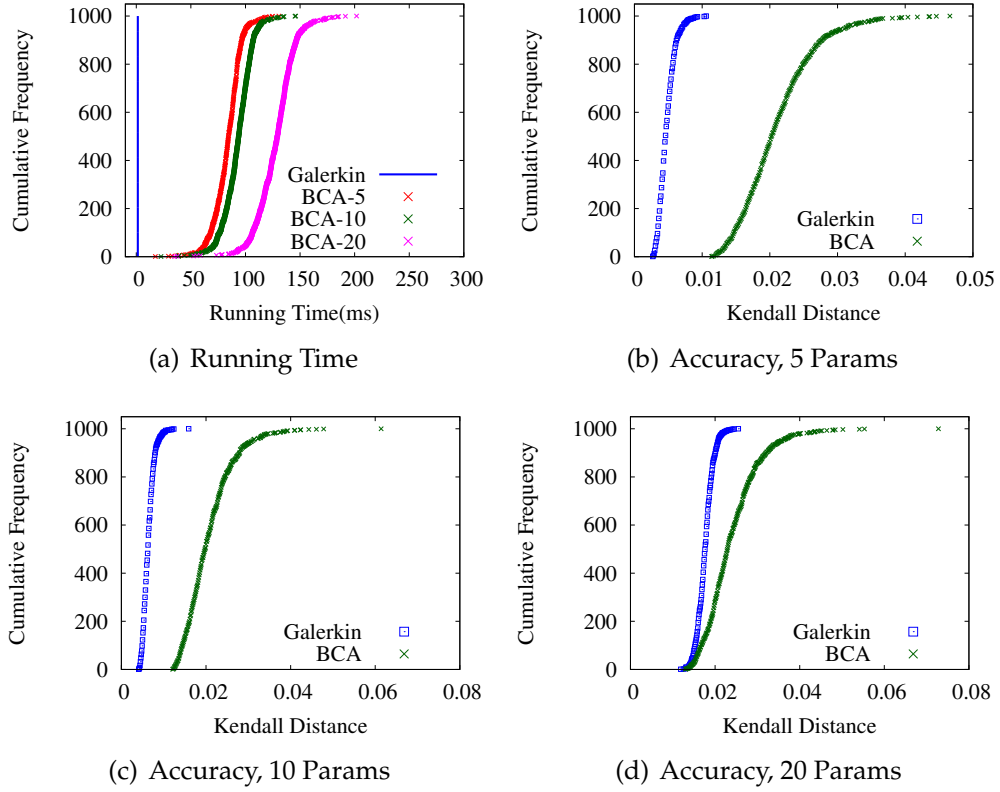 1000
800
600
400
200
0
Cumulative Frequency
Galerkin
BCA-5
BCA-10
BCA-20
0 50 100 150 200 250 300
Running Time(ms)
(a) Running Time
1000
800
600
400
200
0
Cumulative Frequency
Galerkin
BCA
0 0.01 0.02 0.03 0.04 0.05
Kendall Distance
(b) Accuracy, 5 Params
1000
800
600
400
200
0
Cumulative Frequency
Galerkin
BCA
0 0.02 0.04 0.06 0.08
Kendall Distance
(c) Accuracy, 10 Params
1000
800
600
400
200
0
Cumulative Frequency
Galerkin
BCA
0 0.02 0.04 0.06 0.08
Kendall Distance
(d) Accuracy, 20 Params